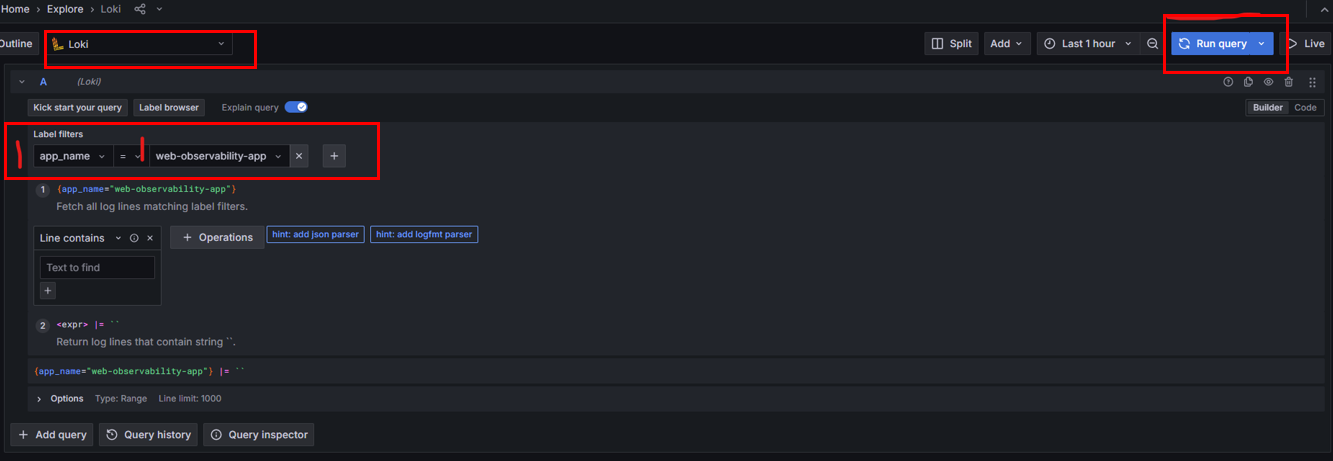 Home > Explore > Loki
Outline Loki Split Add Last 1 hour Run query Live
A (Loki)
Kick start your query Label browser Explain query Builder Code
Label filters
app_name = web-observability-app
1 {app_name="web-observability-app"}
Fetch all log lines matching label filters.
Line contains + Operations hint: add json parser hint: add logfmt parser
Text to find
+
2 <expr> |= ``
Return log lines that contain string ``.
{app_name="web-observability-app"} |= ``
> Options Type: Range Line limit: 1000
+ Add query Query history Query inspector